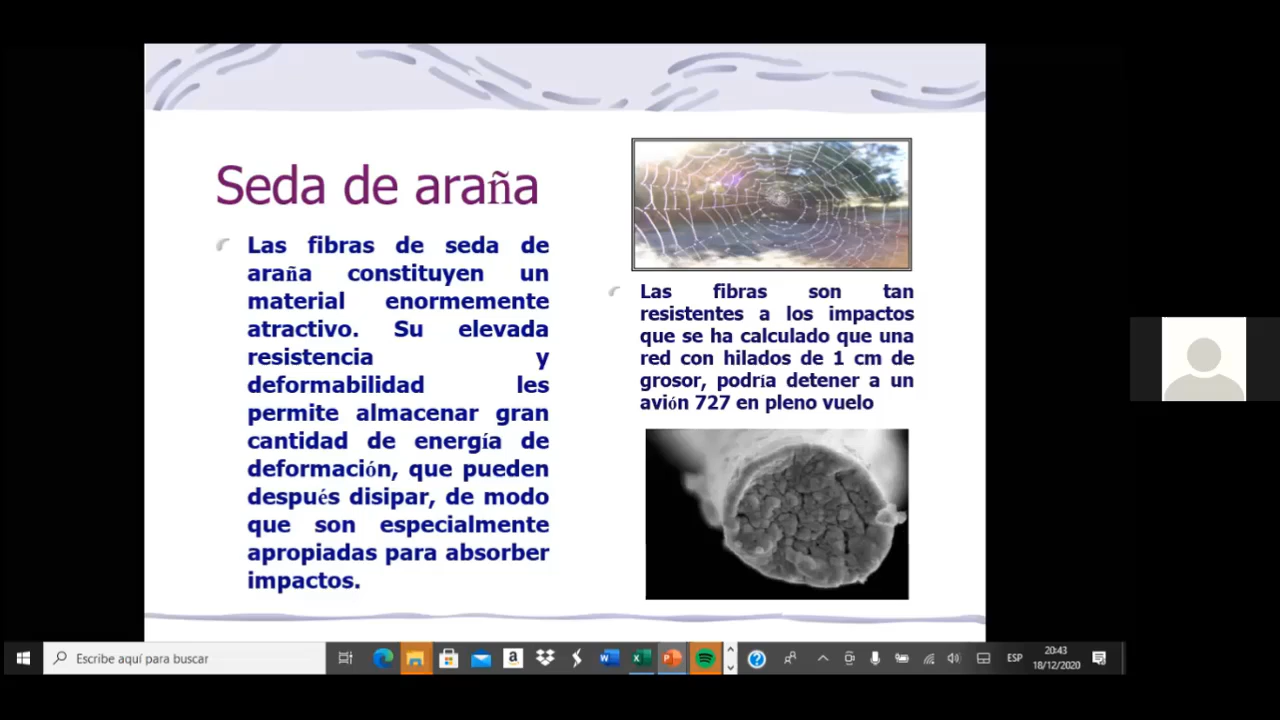 Seda de araña
Las fibras de seda de
araña constituyen un
material enormemente
atractivo. Su elevada
resistencia y
deformabilidad les
permite almacenar gran
cantidad de energía de
deformación, que pueden
después disipar, de modo
que son especialmente
apropiadas para absorber
impactos.
Las fibras son tan
resistentes a los impactos
que se ha calculado que una
red con hilados de 1 cm de
grosor, podría detener a un
avión 727 en pleno vuelo
Escribe aquí para buscar
ESP
20:43
18/12/2020